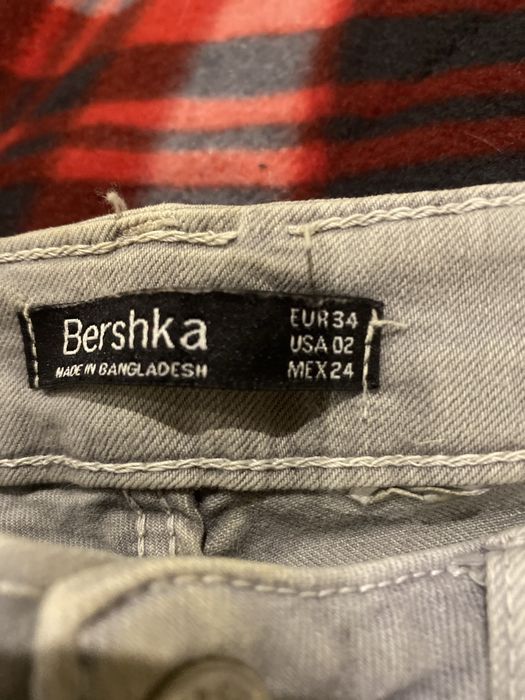 Bershka
MADE IN BANGLADESH
EUR 34
USA 02
MEX 24